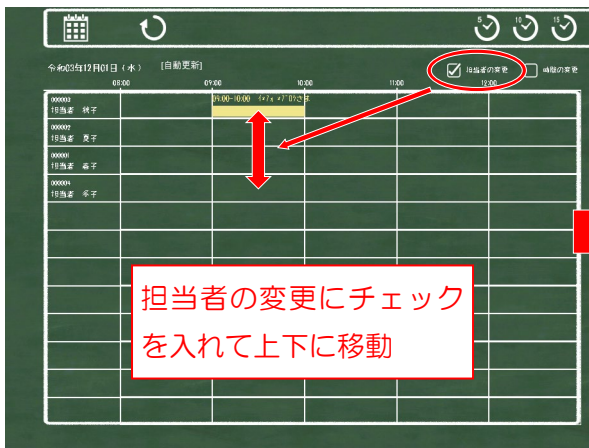 5 10 15
令和03年12月01日（水） [自動更新] 担当者の変更 時間の変更
08:00 09:00 10:00 11:00 12:00
000003 09:00-10:00
担当者 秋子
000002
担当者 夏子
000001
担当者 春子
000004
担当者 冬子
担当者の変更にチェック
を入れて上下に移動